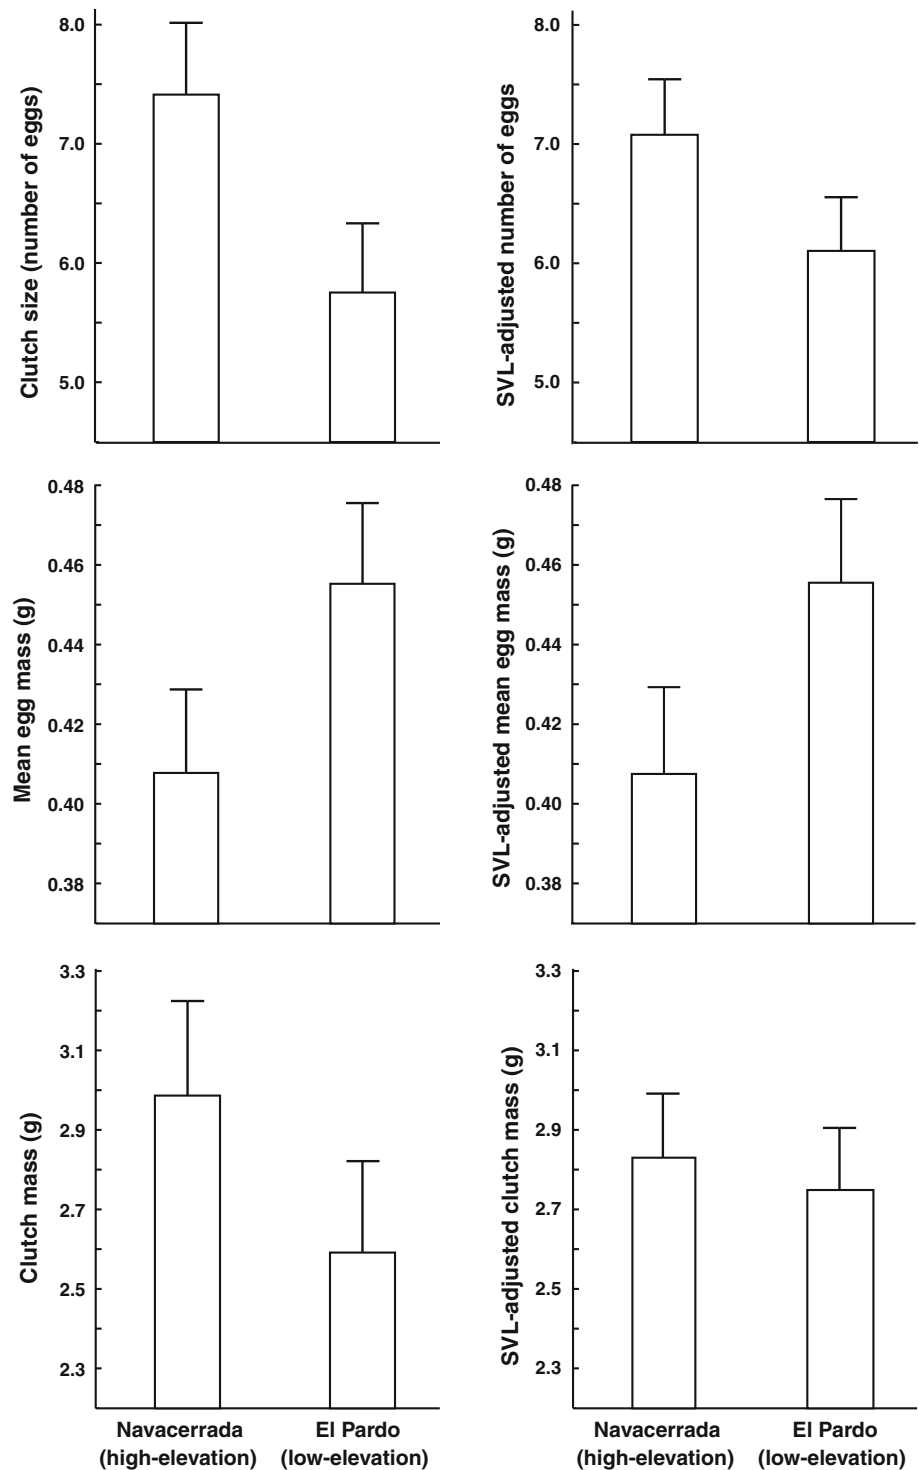 Clutch size (number of eggs)
8.0
7.0
6.0
5.0
SVL-adjusted number of eggs
8.0
7.0
6.0
5.0
Mean egg mass (g)
0.48
0.46
0.44
0.42
0.40
0.38
SVL-adjusted mean egg mass (g)
0.48
0.46
0.44
0.42
0.40
0.38
Clutch mass (g)
3.3
3.1
2.9
2.7
2.5
2.3
SVL-adjusted clutch mass (g)
3.3
3.1
2.9
2.7
2.5
2.3
Navacerrada
(high-elevation)
El Pardo
(low-elevation)
Navacerrada
(high-elevation)
El Pardo
(low-elevation)